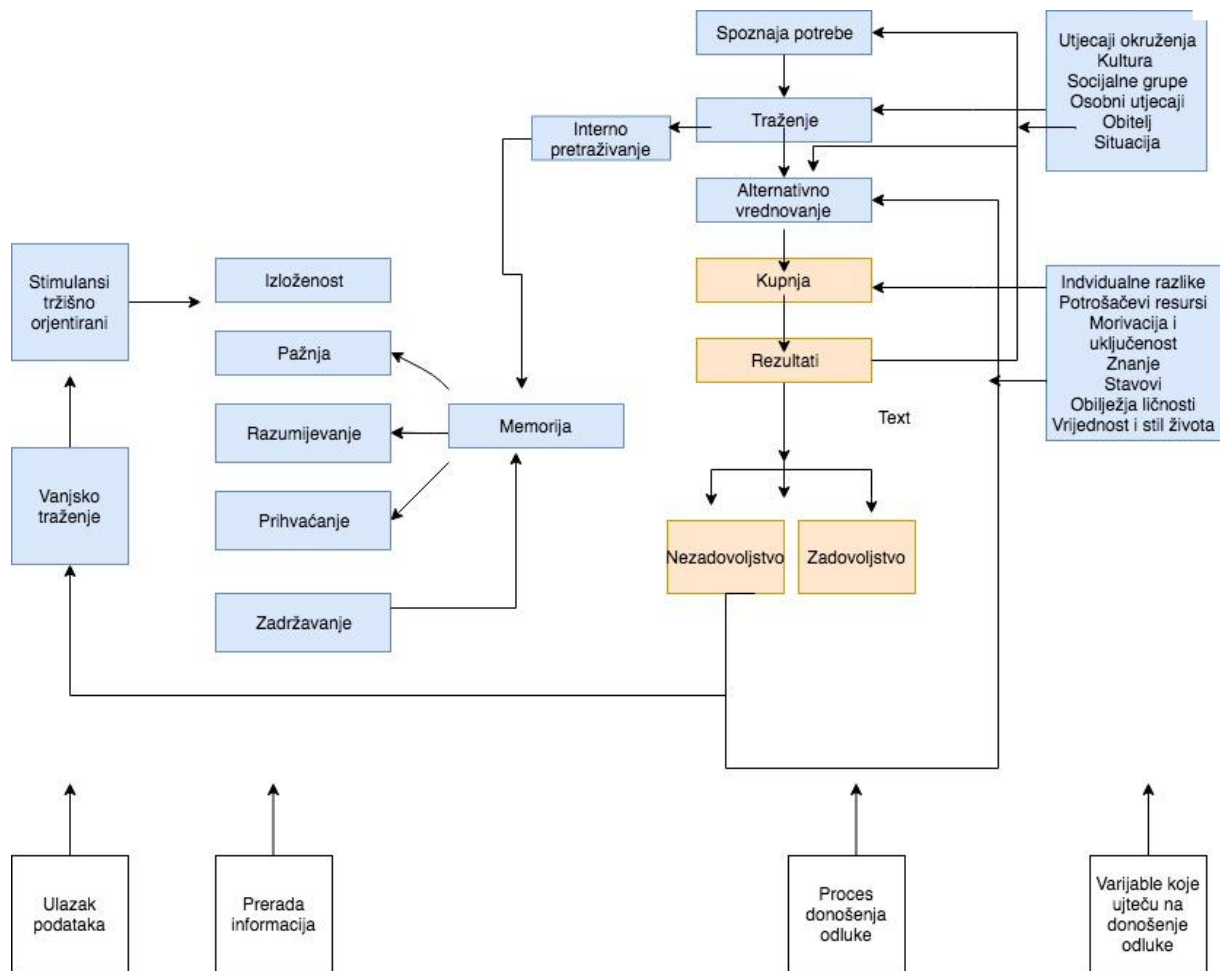 Spoznaja potrebe
Utjecaji okruženja
Kultura
Socijalne grupe
Osobni utjecaji
Obitelj
Situacija
Traženje
Interno
pretraživanje
Alternativno
vrednovanje
Stimulansi
tržišno
orjentirani
Izloženost
Kupnja
Indvidualne razlike
Potrošačevi resursi
Morivacija i
uključenost
Znanje
Stavovi
Obilježja ličnosti
Vrijednost i stil života
Pažnja
Rezultati
Razumijevanje
Memorija
Text
Vanjsko
traženje
Prihvaćanje
Nezadovoljstvo
Zadovoljstvo
Zadržavanje
Ulazak
podataka
Prerada
informacija
Proces
donošenja
odluke
Varijable koje
ujteču na
donošenje
odluke